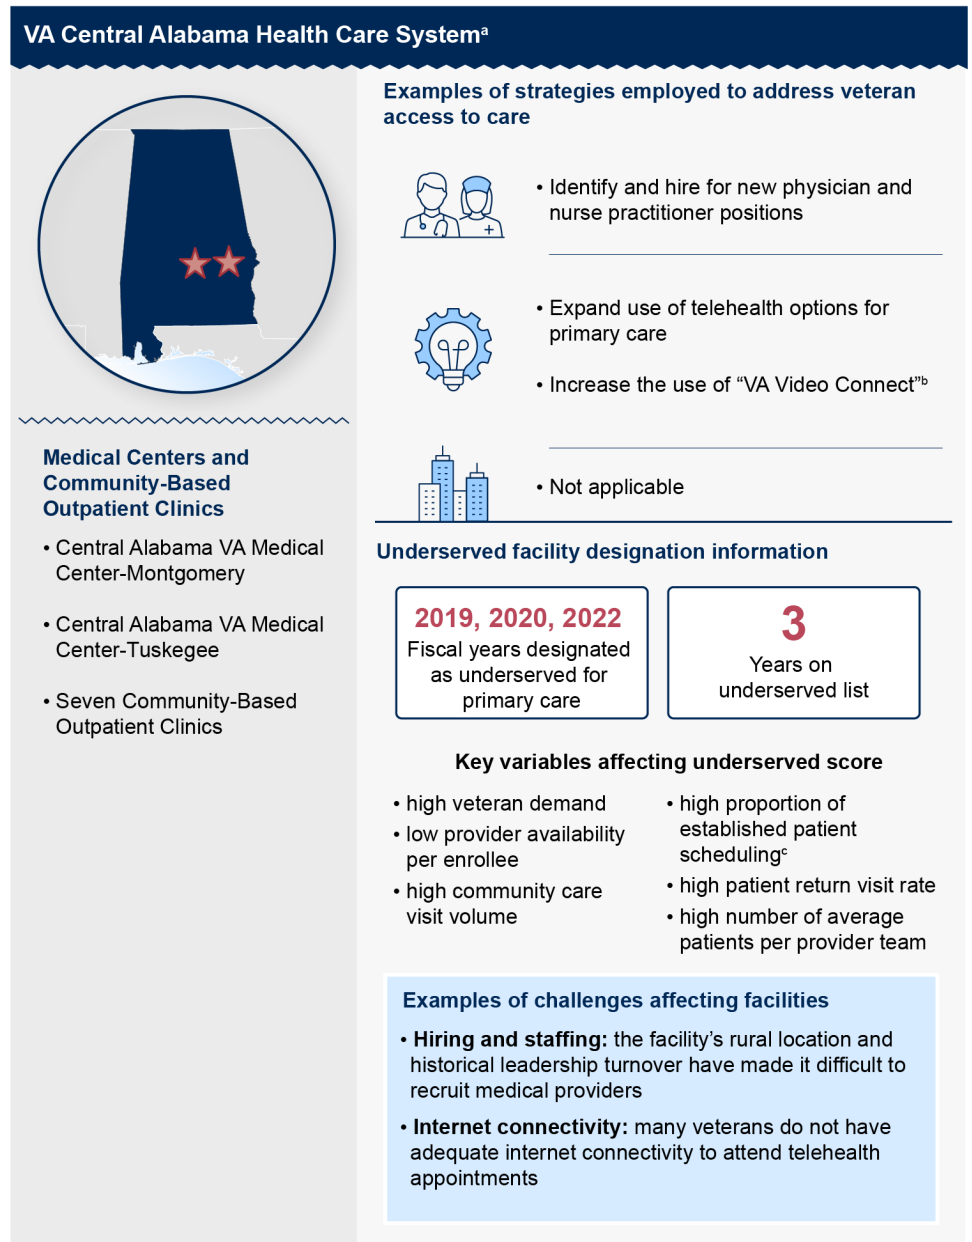 VA Central Alabama Health Care Systemᵃ
Medical Centers and
Community-Based
Outpatient Clinics
• Central Alabama VA Medical
Center-Montgomery
• Central Alabama VA Medical
Center-Tuskegee
• Seven Community-Based
Outpatient Clinics
Examples of strategies employed to address veteran
access to care
• Identify and hire for new physician and
nurse practitioner positions
• Expand use of telehealth options for
primary care
• Increase the use of “VA Video Connect”ᵇ
• Not applicable
Underserved facility designation information
2019, 2020, 2022
Fiscal years designated
as underserved for
primary care
3
Years on
underserved list
Key variables affecting underserved score
• high veteran demand
• low provider availability
per enrollee
• high community care
visit volume
• high proportion of
established patient
schedulingᶜ
• high patient return visit rate
• high number of average
patients per provider team
Examples of challenges affecting facilities
• Hiring and staffing: the facility’s rural location and
historical leadership turnover have made it difficult to
recruit medical providers
• Internet connectivity: many veterans do not have
adequate internet connectivity to attend telehealth
appointments